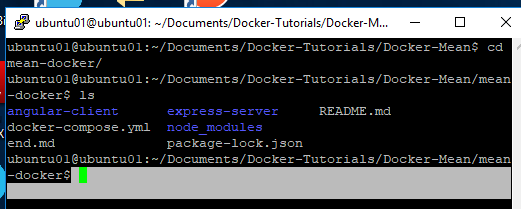 ubuntu01@ubuntu01: ~/Documents/Docker-Tutorials/Docker-Me...
ubuntu01@ubuntu01:~/Documents/Docker-Tutorials/Docker-Mean$ cd
mean-docker/
ubuntu01@ubuntu01:~/Documents/Docker-Tutorials/Docker-Mean/mean
-docker$ ls
angular-client express-server README.md
docker-compose.yml node_modules
end.md package-lock.json
ubuntu01@ubuntu01:~/Documents/Docker-Tutorials/Docker-Mean/mean
-docker$